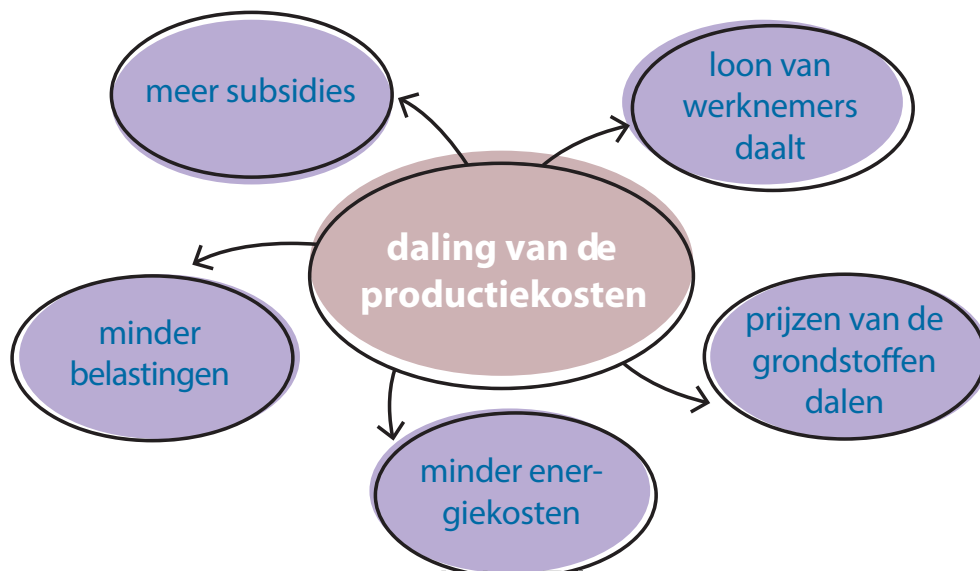 meer subsidies
loon van
werknemers
daalt
daling van de
productiekosten
minder
belastingen
prijzen van de
grondstoffen
dalen
minder ener-
giekosten